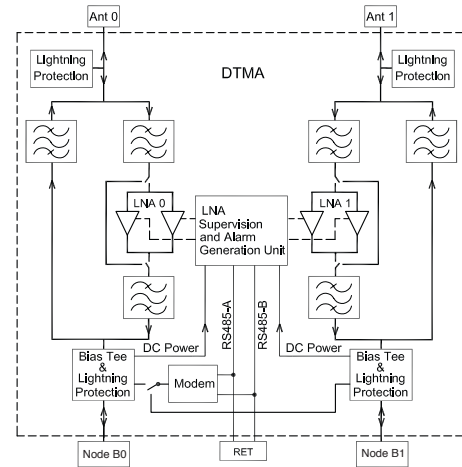 Ant 0
Ant 1
Lightning
Protection
DTMA
Lightning
Protection
LNA 0
LNA 1
LNA
Supervision
and Alarm
Generation Unit
DC Power
RS485-A
RS485-B
DC Power
Bias Tee
&
Lightning
Protection
Modem
Bias Tee
&
Lightning
Protection
Node B0
RET
Node B1